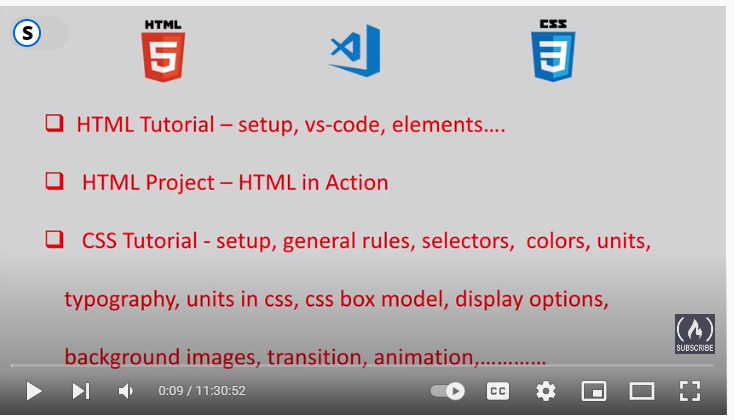 S
HTML
5
CSS
3
HTML Tutorial – setup, vs-code, elements....
HTML Project – HTML in Action
CSS Tutorial - setup, general rules, selectors, colors, units,
typography, units in css, css box model, display options,
background images, transition, animation,............
SUBSCRIBE
0:09 / 11:30:52
CC